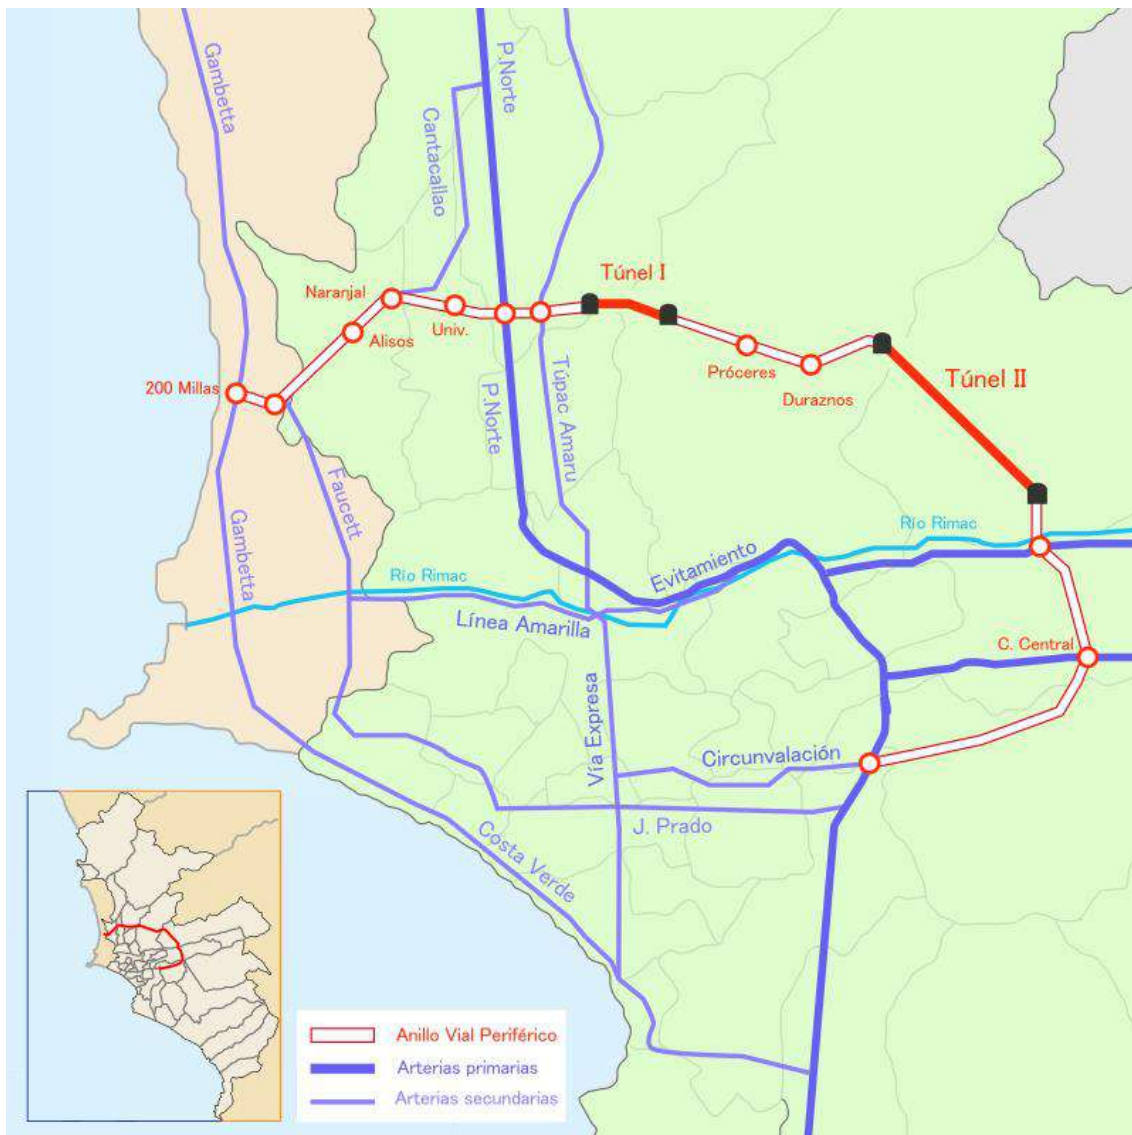 Gambetta
P.Norte
Cantacallao
Túnel I
Naranjal
Univ.
Alisos
200 Millas
Próceres
Duraznos
Túnel II
P.Norte
Túpac Amaru
Faucett
Gambetta
Río Rimac
Río Rimac
Evitamiento
Línea Amarilla
C. Central
Vía Expresa
Circunvalación
J. Prado
Costa Verde
Anillo Vial Periférico
Arterias primarias
Arterias secundarias